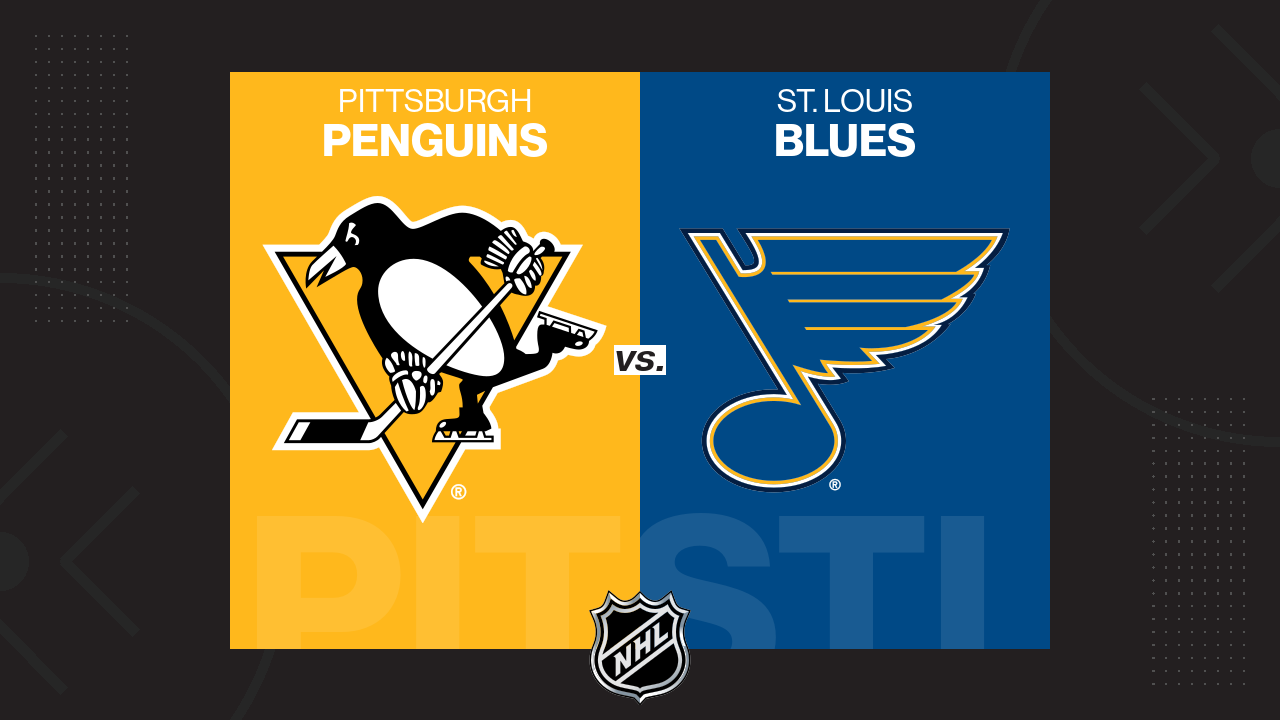 PITTSBURGH
PENGUINS
ST. LOUIS
BLUES
vs.
®
®
PIT
STL
NHL